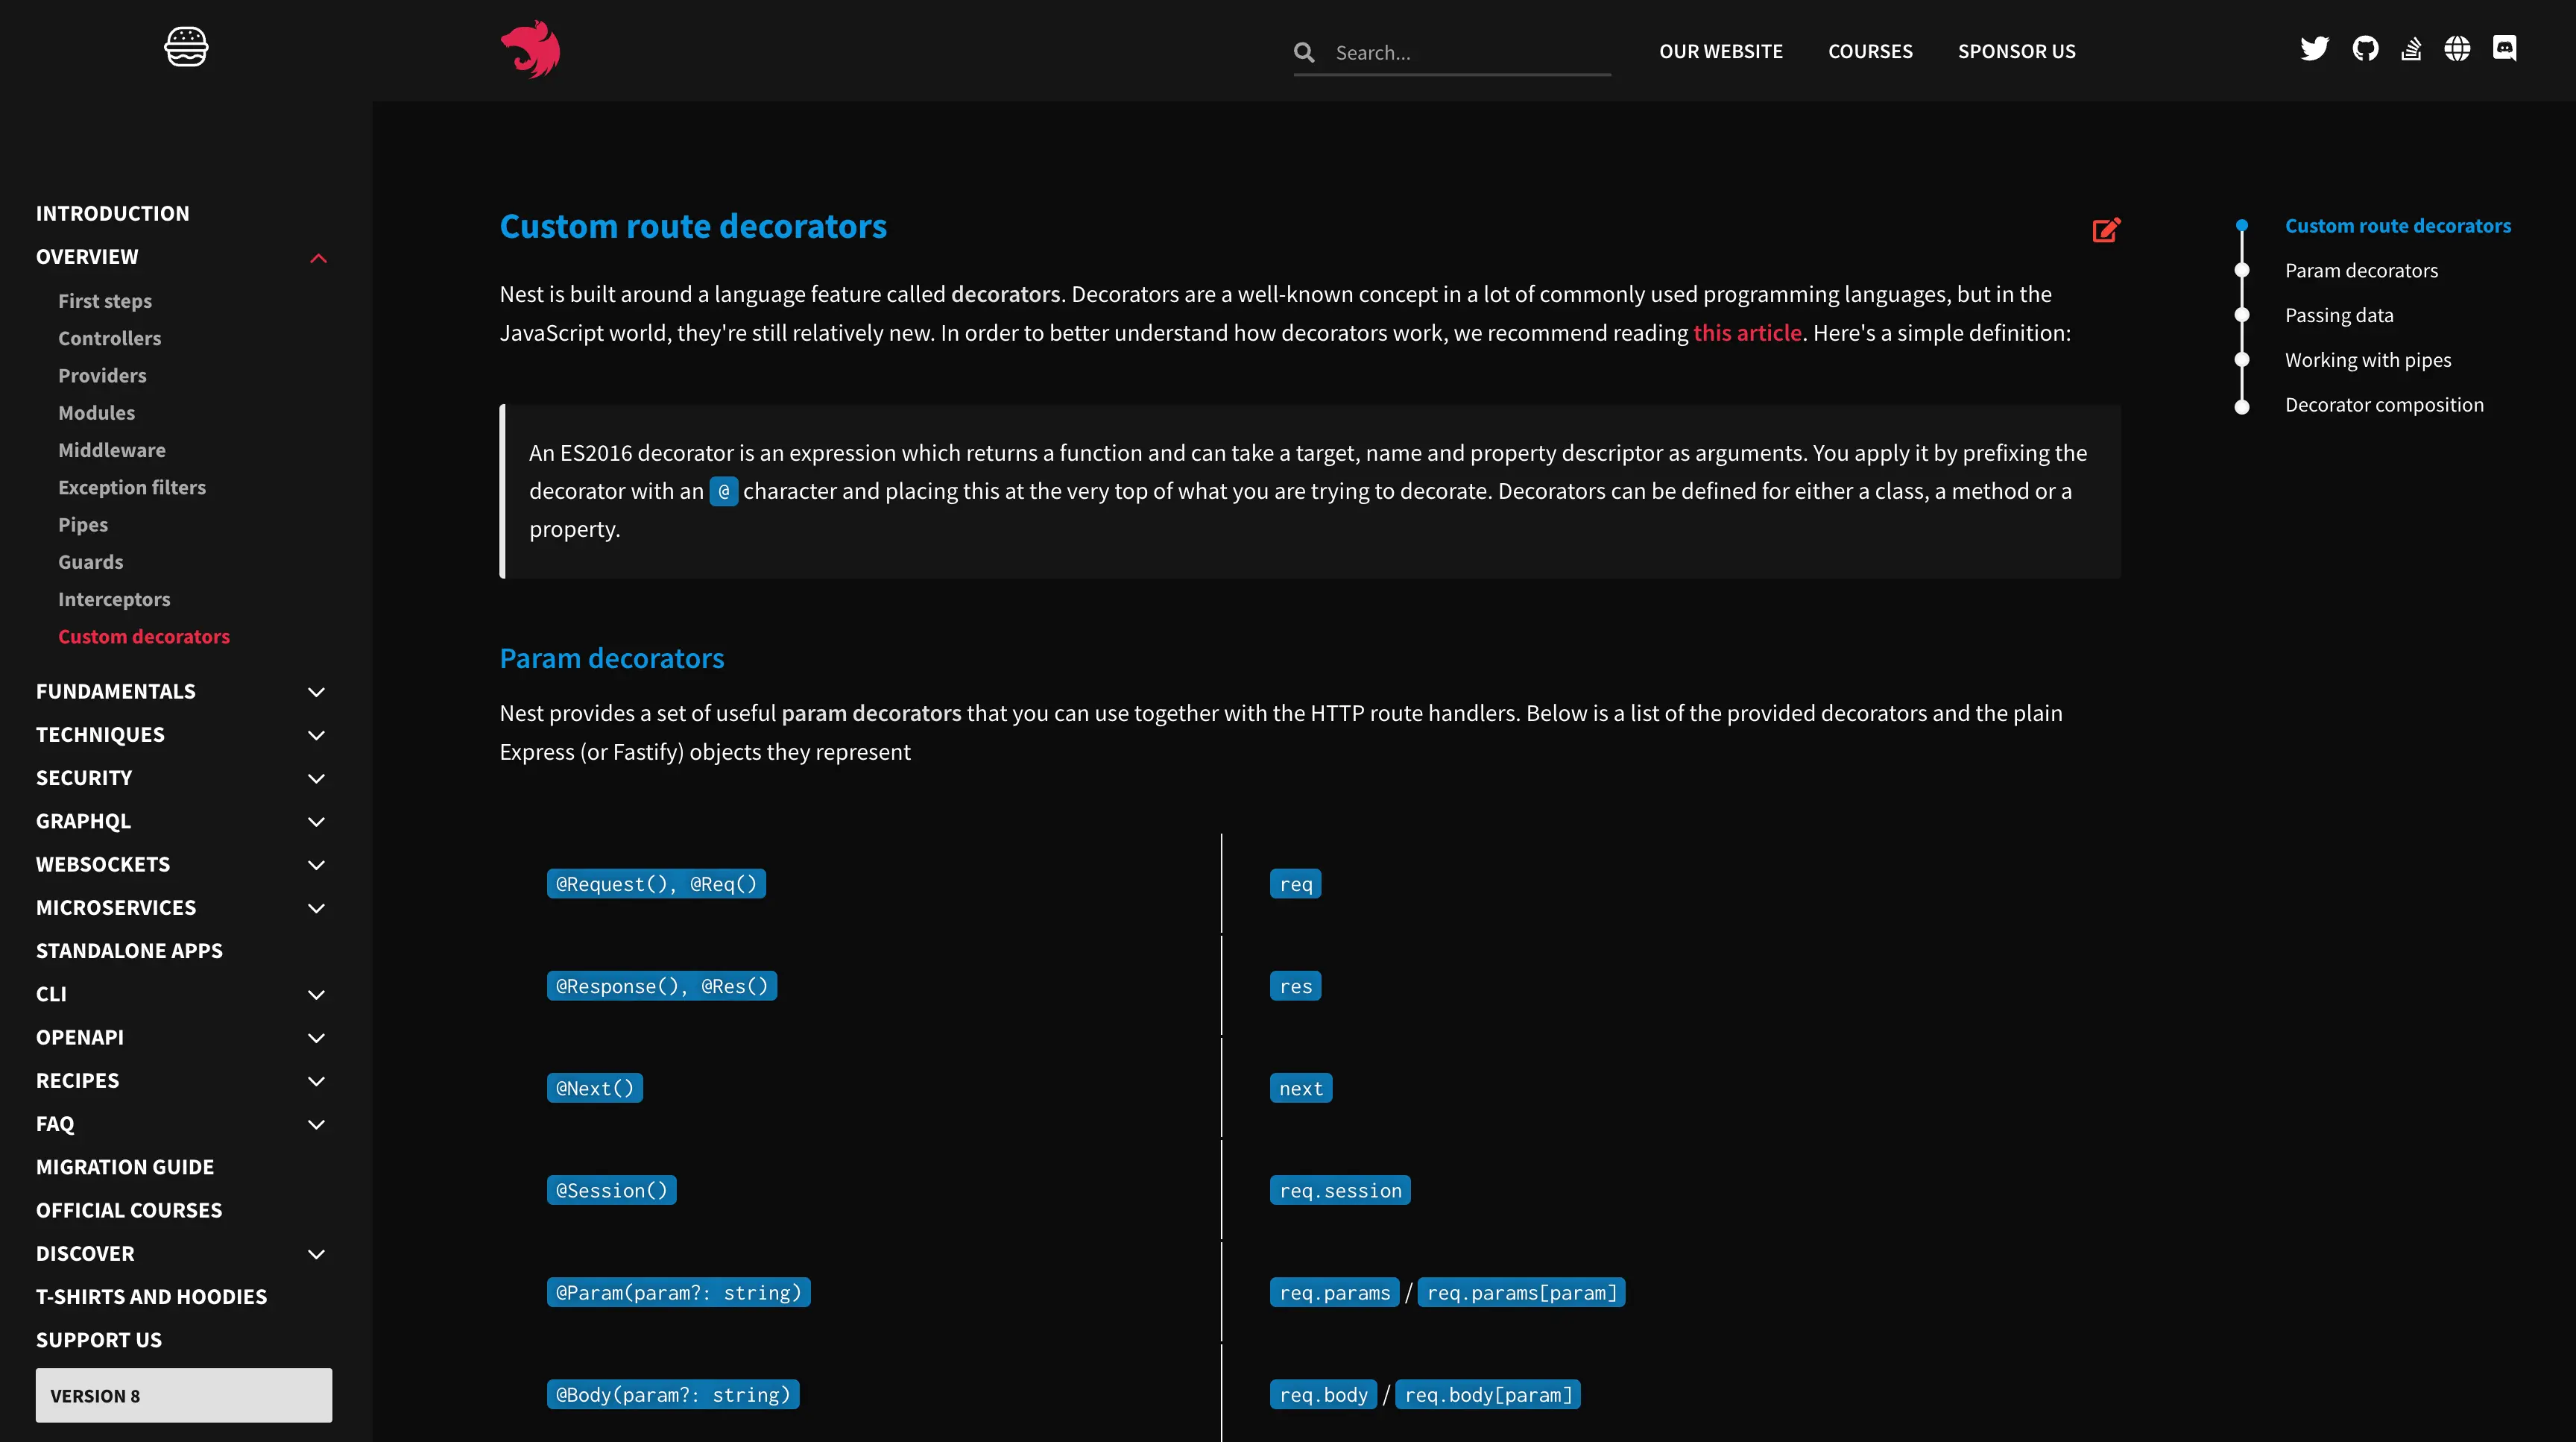 Search...
OUR WEBSITE
COURSES
SPONSOR US
INTRODUCTION
OVERVIEW
First steps
Controllers
Providers
Modules
Middleware
Exception filters
Pipes
Guards
Interceptors
Custom decorators
FUNDAMENTALS
TECHNIQUES
SECURITY
GRAPHQL
WEBSOCKETS
MICROSERVICES
STANDALONE APPS
CLI
OPENAPI
RECIPES
FAQ
MIGRATION GUIDE
OFFICIAL COURSES
DISCOVER
T-SHIRTS AND HOODIES
SUPPORT US
VERSION 8
Custom route decorators
Nest is built around a language feature called decorators. Decorators are a well-known concept in a lot of commonly used programming languages, but in the
JavaScript world, they're still relatively new. In order to better understand how decorators work, we recommend reading this article. Here's a simple definition:
An ES2016 decorator is an expression which returns a function and can take a target, name and property descriptor as arguments. You apply it by prefixing the
decorator with an @ character and placing this at the very top of what you are trying to decorate. Decorators can be defined for either a class, a method or a
property.
Param decorators
Nest provides a set of useful param decorators that you can use together with the HTTP route handlers. Below is a list of the provided decorators and the plain
Express (or Fastify) objects they represent
@Request(), @Req() req
@Response(), @Res() res
@Next() next
@Session() req.session
@Param(param?: string) req.params / req.params[param]
@Body(param?: string) req.body / req.body[param]
Custom route decorators
Param decorators
Passing data
Working with pipes
Decorator composition